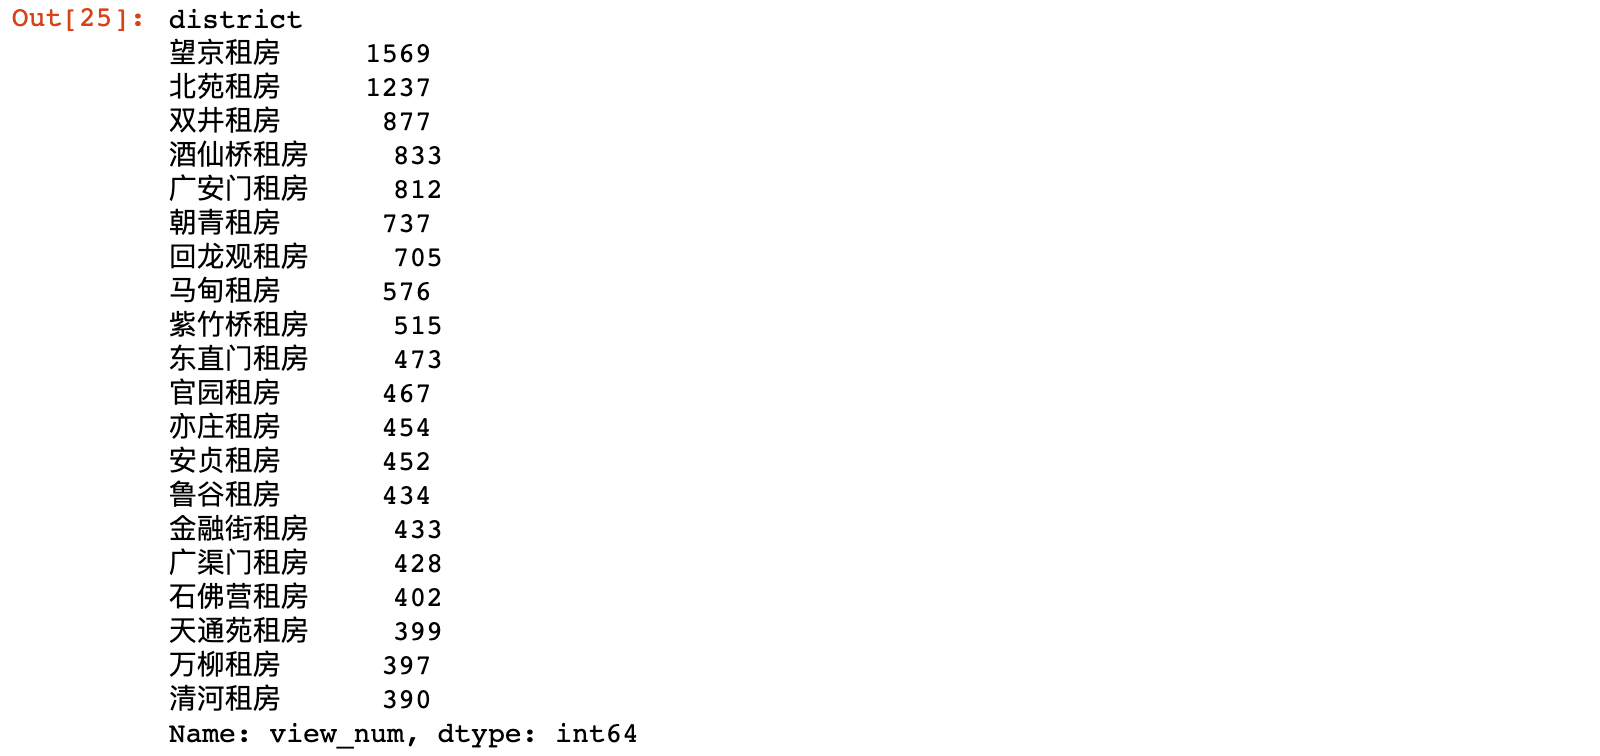 Out[25]: district
望京租房 1569
北苑租房 1237
双井租房 877
酒仙桥租房 833
广安门租房 812
朝青租房 737
回龙观租房 705
马甸租房 576
紫竹桥租房 515
东直门租房 473
官园租房 467
亦庄租房 454
安贞租房 452
鲁谷租房 434
金融街租房 433
广渠门租房 428
石佛营租房 402
天通苑租房 399
万柳租房 397
清河租房 390
Name: view_num, dtype: int64